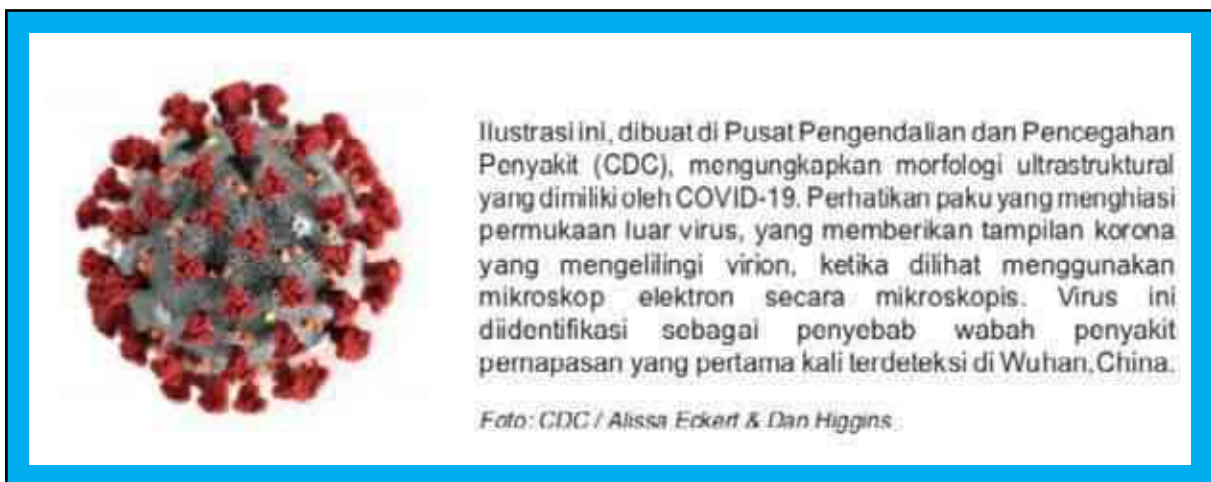 Ilustrasi ini, dibuat di Pusat Pengendalian dan Pencegahan
Penyakit (CDC), mengungkapkan morfologi ultrastruktural
yang dimiliki oleh COVID-19. Perhatikan paku yang menghiasi
permukaan luar virus, yang memberikan tampilan korona
yang mengelilingi virion, ketika dilihat menggunakan
mikroskop elektron secara mikroskopis. Virus ini
diidentifikasi sebagai penyebab wabah penyakit
pernapasan yang pertama kali terdeteksi di Wuhan, China.
Foto: CDC / Alissa Eckert & Dan Higgins